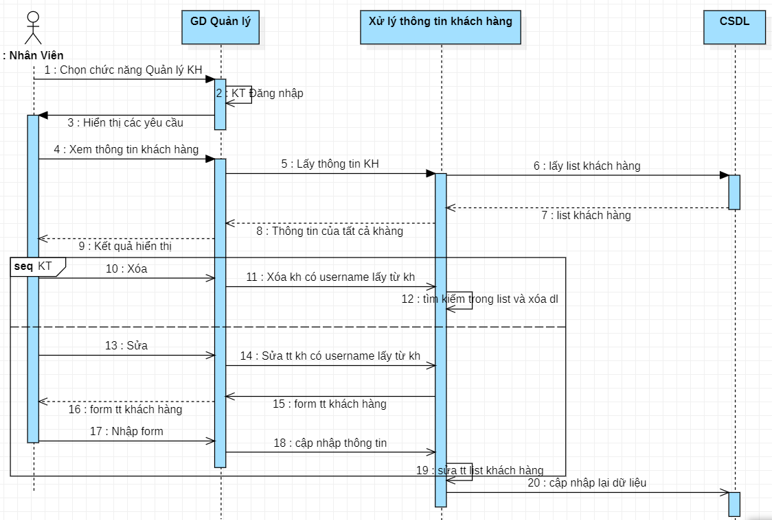 GD Quản lý
Xử lý thông tin khách hàng
CSDL
: Nhân Viên
1 : Chọn chức năng Quản lý KH
2 : KT Đăng nhập
3 : Hiển thị các yêu cầu
4 : Xem thông tin khách hàng
5 : Lấy thông tin KH
6 : lấy list khách hàng
7 : list khách hàng
8 : Thông tin của tất cả khàng
9 : Kết quả hiển thị
seq KT
10 : Xóa
11 : Xóa kh có username lấy từ kh
12 : tìm kiếm trong list và xóa dl
13 : Sửa
14 : Sửa tt kh có username lấy từ kh
15 : form tt khách hàng
16 : form tt khách hàng
17 : Nhập form
18 : cập nhập thông tin
19 : sửa tt list khách hàng
20 : cập nhập lại dữ liệu